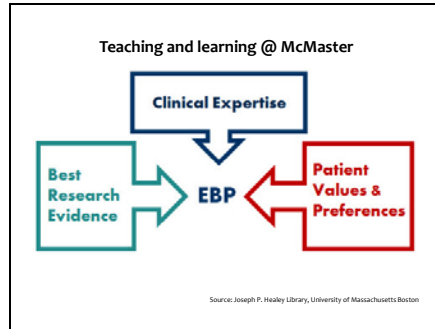 Teaching and learning @ McMaster
Clinical Expertise
Best
Research
Evidence
EBP
Patient
Values &
Preferences
Source: Joseph P. Healey Library, University of Massachusetts Boston